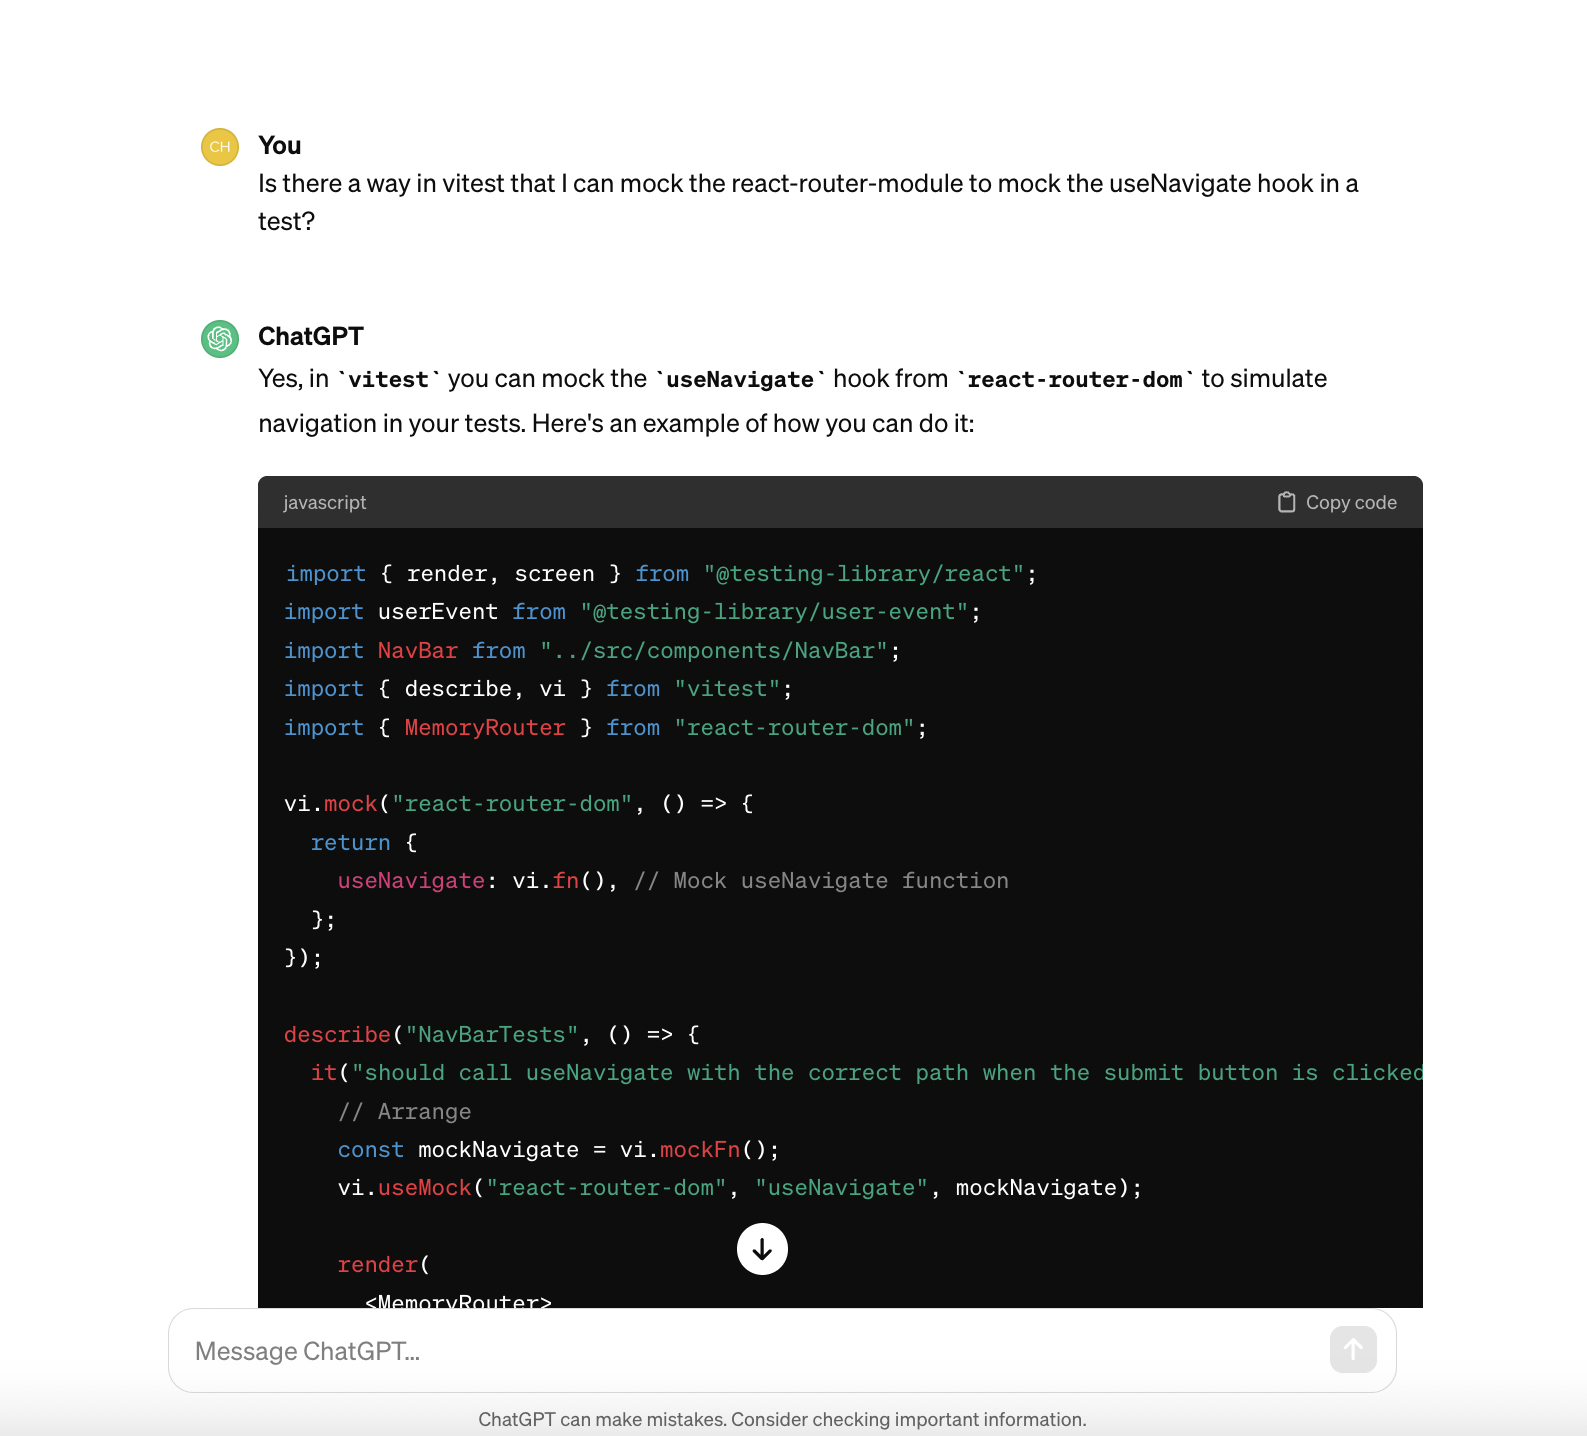 CH
You
Is there a way in vitest that I can mock the react-router-module to mock the useNavigate hook in a
test?
ChatGPT
Yes, in `vitest` you can mock the `useNavigate` hook from `react-router-dom` to simulate
navigation in your tests. Here's an example of how you can do it:
javascript
Copy code
import { render, screen } from "@testing-library/react";
import userEvent from "@testing-library/user-event";
import NavBar from "../src/components/NavBar";
import { describe, vi } from "vitest";
import { MemoryRouter } from "react-router-dom";
vi.mock("react-router-dom", () => {
  return {
    useNavigate: vi.fn(), // Mock useNavigate function
  };
});
describe("NavBarTests", () => {
  it("should call useNavigate with the correct path when the submit button is clicked
    // Arrange
    const mockNavigate = vi.mockFn();
    vi.useMock("react-router-dom", "useNavigate", mockNavigate);
    render(
      <MemoryRouter>
Message ChatGPT...
ChatGPT can make mistakes. Consider checking important information.